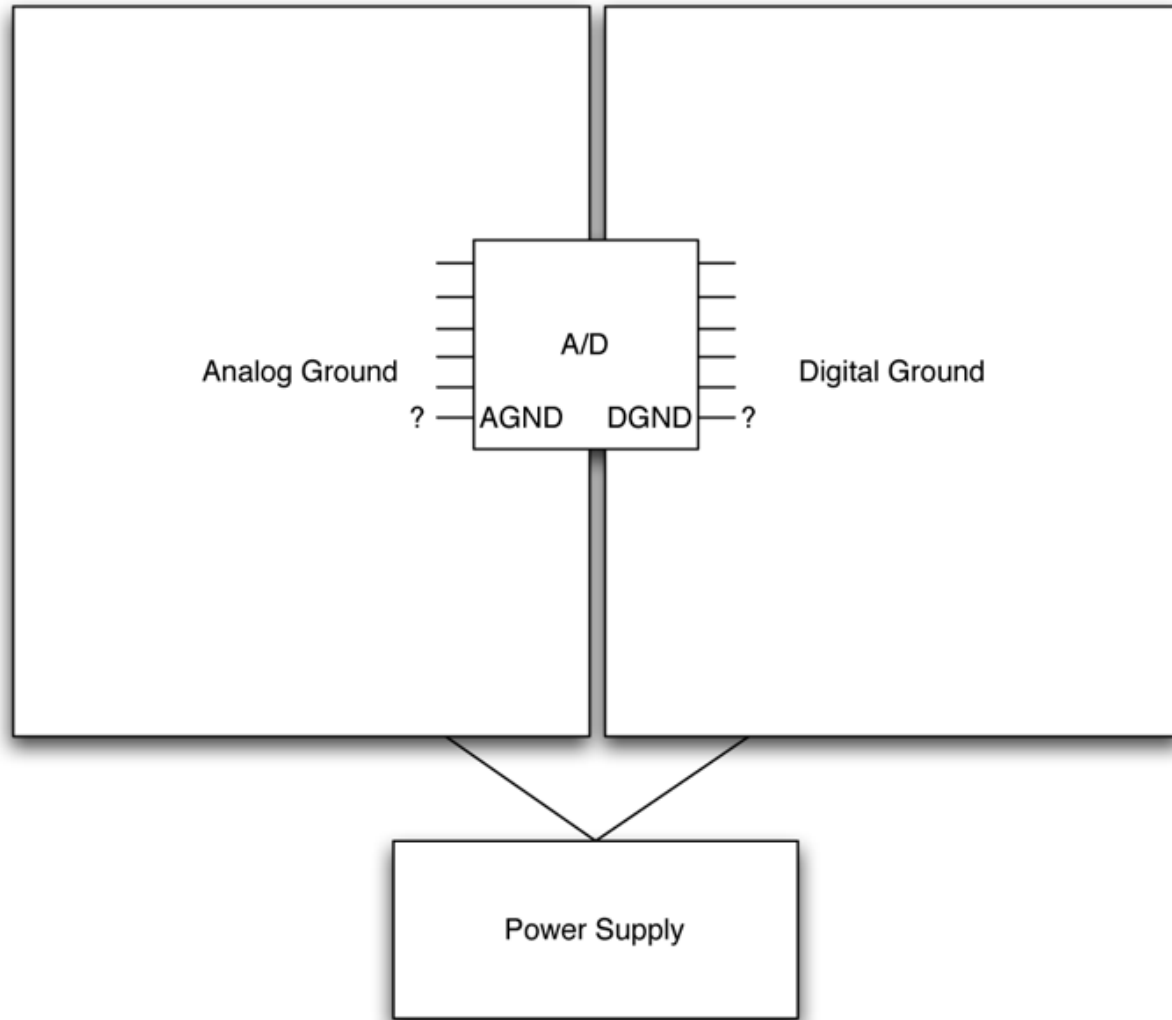 A/D
Analog Ground
Digital Ground
? AGND DGND ?
Power Supply